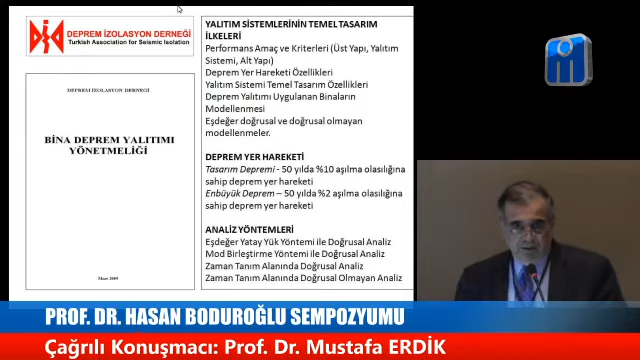 DEPREM İZOLASYON DERNEĞİ
Turkish Association for Seismic Isolation
DEPREM İZOLASYON DERNEĞİ
BİNA DEPREM YALITIMI
YÖNETMELİĞİ
Mart 2009
YALITIM SİSTEMLERİNİN TEMEL TASARIM
İLKELERİ
Performans Amaç ve Kriterleri (Üst Yapı, Yalıtım
Sistemi, Alt Yapı)
Deprem Yer Hareketi Özellikleri
Yalıtım Sistemi Temel Tasarım Özellikleri
Deprem Yalıtımı Uygulanan Binaların
Modellenmesi
Eşdeğer doğrusal ve doğrusal olmayan
modellenmeler.
DEPREM YER HAREKETİ
Tasarım Depremi - 50 yılda %10 aşılma olasılığına
sahip deprem yer hareketi
Enbüyük Deprem – 50 yılda %2 aşılma olasılığına
sahip deprem yer hareketi
ANALİZ YÖNTEMLERİ
Eşdeğer Yatay Yük Yöntemi ile Doğrusal Analiz
Mod Birleştirme Yöntemi ile Doğrusal Analiz
Zaman Tanım Alanında Doğrusal Analiz
Zaman Tanım Alanında Doğrusal Olmayan Analiz
PROF. DR. HASAN BODUROĞLU SEMPOZYUMU
Çağrılı Konuşmacı: Prof. Dr. Mustafa ERDİK